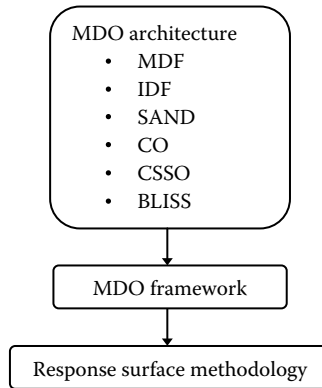 MDO architecture
• MDF
• IDF
• SAND
• CO
• CSSO
• BLISS
MDO framework
Response surface methodology